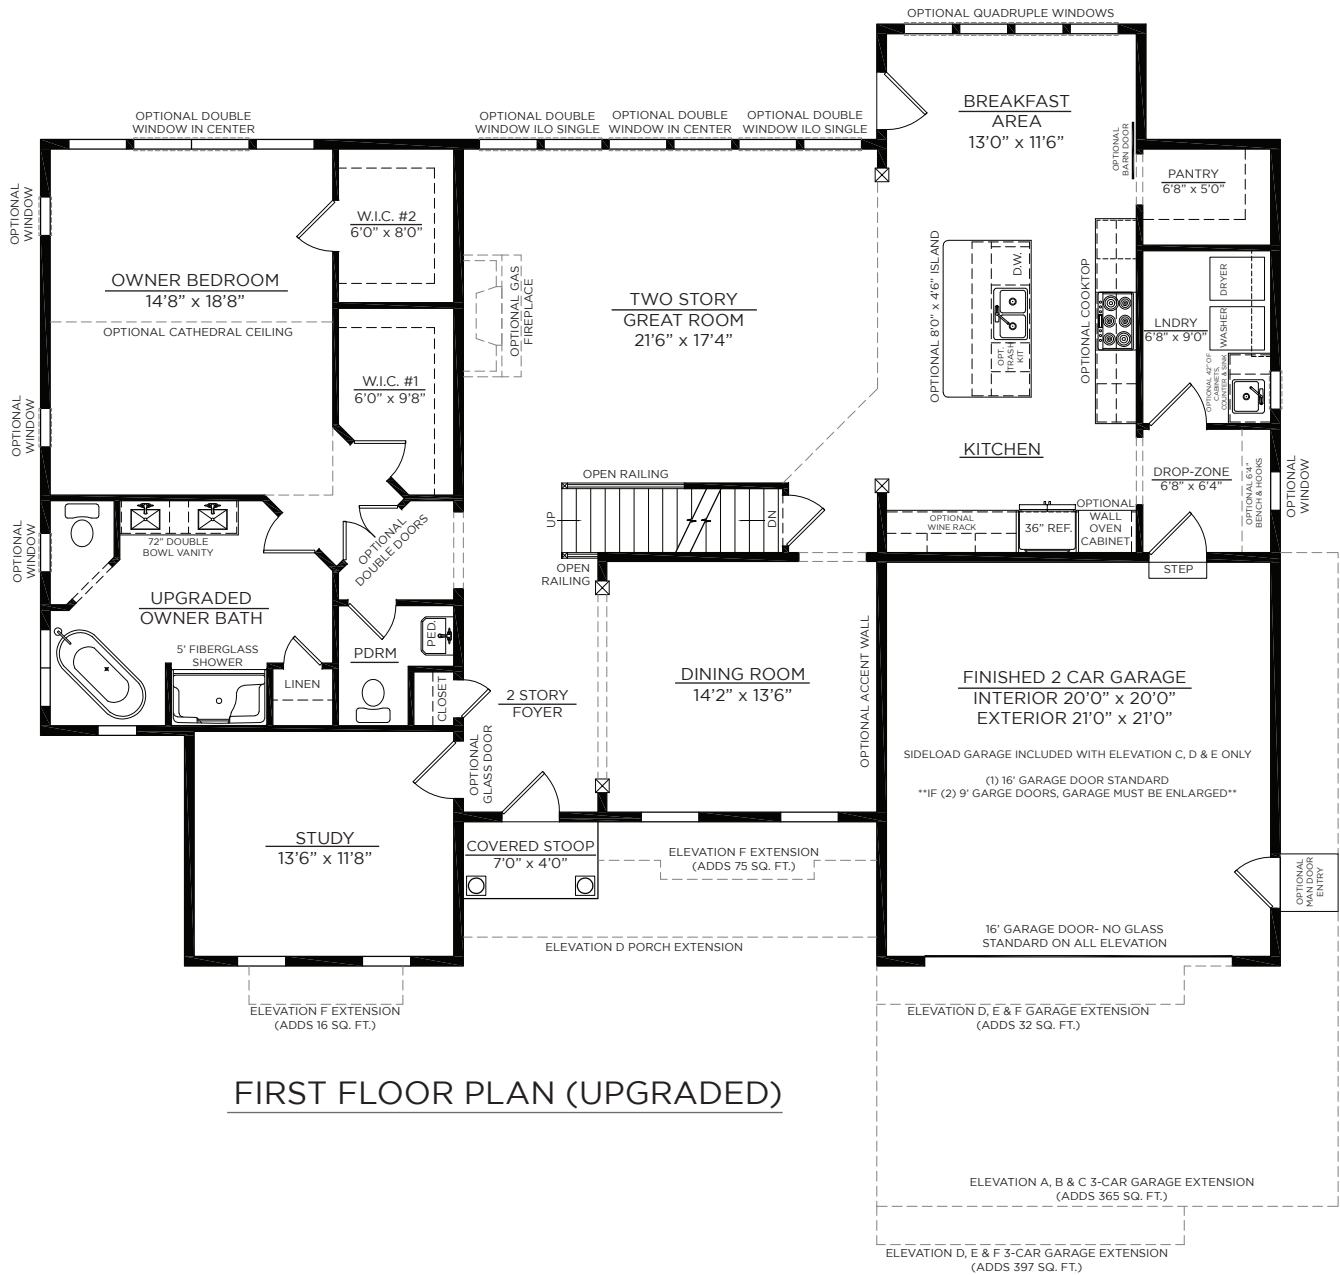 OPTIONAL QUADRUPLE WINDOWS
OPTIONAL DOUBLE
WINDOW IN CENTER
OPTIONAL DOUBLE
WINDOW ILO SINGLE
OPTIONAL DOUBLE
WINDOW IN CENTER
OPTIONAL DOUBLE
WINDOW ILO SINGLE
BREAKFAST
AREA
13'0" x 11'6"
OPTIONAL
BARN DOOR
PANTRY
6'8" x 5'0"
OPTIONAL
WINDOW
W.I.C. #2
6'0" x 8'0"
OWNER BEDROOM
14'8" x 18'8"
OPTIONAL CATHEDRAL CEILING
OPTIONAL GAS
FIREPLACE
TWO STORY
GREAT ROOM
21'6" x 17'4"
OPTIONAL 8'0" x 4'6" ISLAND
D.W.
OPT.
TRASH
KIT
OPTIONAL COOKTOP
DRYER
WASHER
LNDRY
6'8" x 9'0"
OPTIONAL 42" OF
CABINETS,
COUNTER & SINK
W.I.C. #1
6'0" x 9'8"
OPTIONAL
WINDOW
KITCHEN
DROP-ZONE
6'8" x 6'4"
OPTIONAL 6'4"
BENCH & HOOKS
OPTIONAL
WINDOW
OPEN RAILING
UP
DN
OPTIONAL
WINE RACK
36" REF.
OPTIONAL
WALL
OVEN
CABINET
STEP
OPTIONAL
WINDOW
72" DOUBLE
BOWL VANITY
OPTIONAL
DOUBLE DOORS
OPEN
RAILING
UPGRADED
OWNER BATH
5' FIBERGLASS
SHOWER
LINEN
PDRM
PED.
CLOSET
2 STORY
FOYER
OPTIONAL
GLASS DOOR
DINING ROOM
14'2" x 13'6"
OPTIONAL ACCENT WALL
FINISHED 2 CAR GARAGE
INTERIOR 20'0" x 20'0"
EXTERIOR 21'0" x 21'0"
SIDELOAD GARAGE INCLUDED WITH ELEVATION C, D & E ONLY
(1) 16' GARAGE DOOR STANDARD
**IF (2) 9' GARGE DOORS, GARAGE MUST BE ENLARGED**
STUDY
13'6" x 11'8"
COVERED STOOP
7'0" x 4'0"
ELEVATION F EXTENSION
(ADDS 75 SQ. FT.)
OPTIONAL
MAN DOOR
ENTRY
ELEVATION D PORCH EXTENSION
16' GARAGE DOOR- NO GLASS
STANDARD ON ALL ELEVATION
ELEVATION F EXTENSION
(ADDS 16 SQ. FT.)
ELEVATION D, E & F GARAGE EXTENSION
(ADDS 32 SQ. FT.)
FIRST FLOOR PLAN (UPGRADED)
ELEVATION A, B & C 3-CAR GARAGE EXTENSION
(ADDS 365 SQ. FT.)
ELEVATION D, E & F 3-CAR GARAGE EXTENSION
(ADDS 397 SQ. FT.)